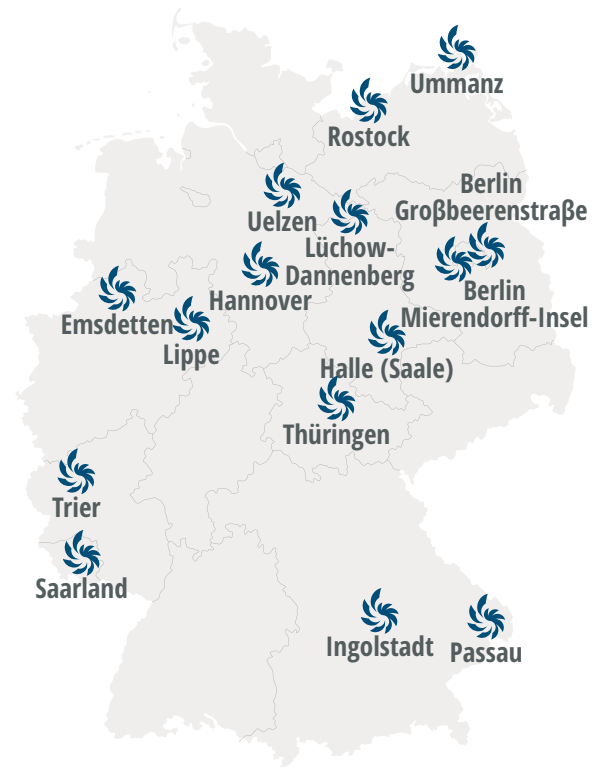 Ummanz
Rostock
Berlin
Großbeerenstraße
Uelzen
Lüchow-
Dannenberg
Hannover
Berlin
Mierendorff-Insel
Emsdetten
Lippe
Halle (Saale)
Thüringen
Trier
Saarland
Ingolstadt
Passau